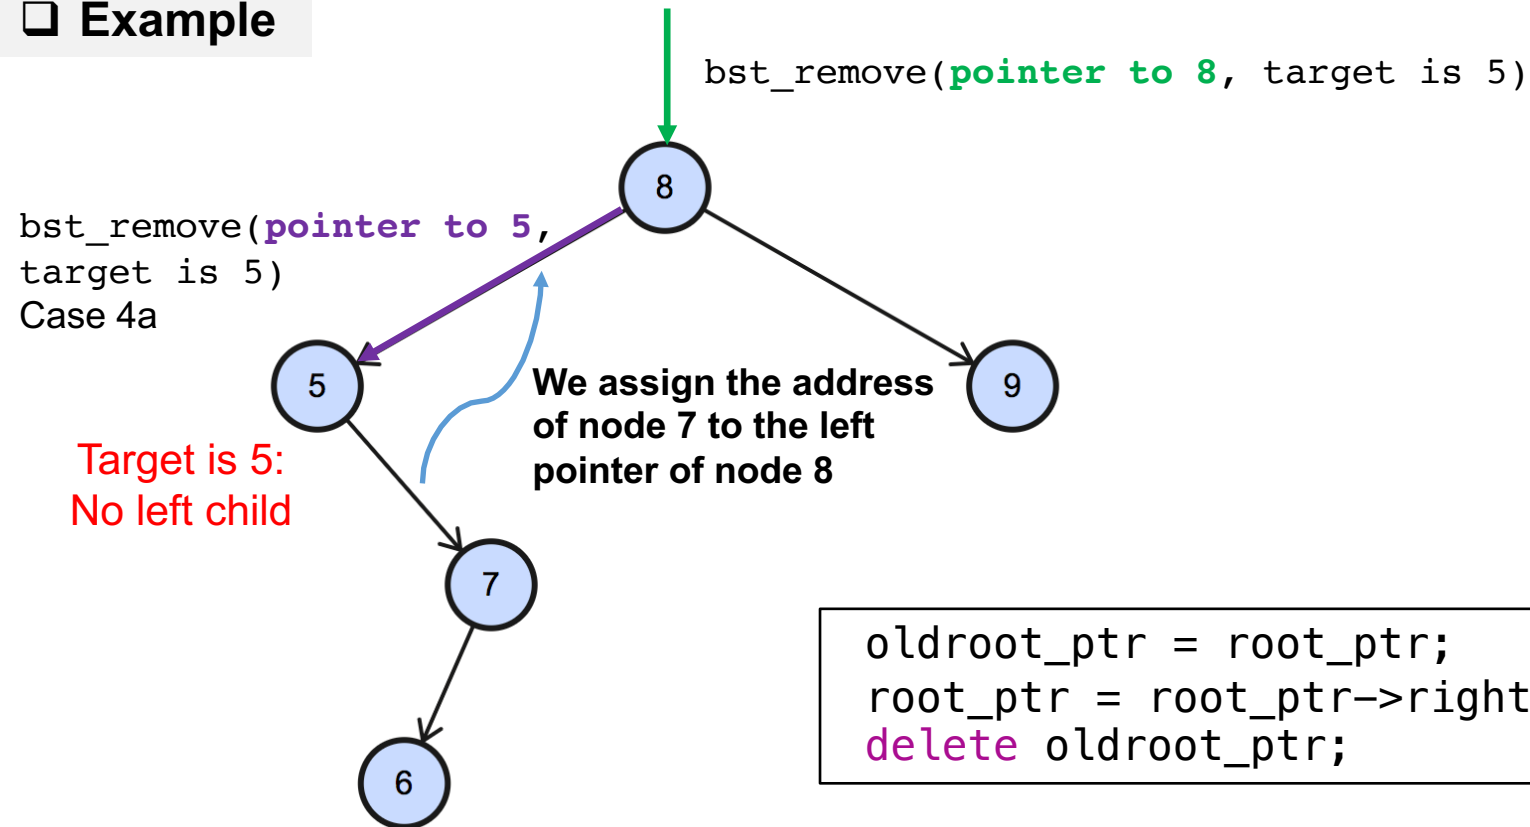 ❑ Example
bst_remove(pointer to 8, target is 5)
8
bst_remove(pointer to 5,
target is 5)
Case 4a
5
We assign the address
of node 7 to the left
pointer of node 8
9
Target is 5:
No left child
7
oldroot_ptr = root_ptr;
root_ptr = root_ptr->right
delete oldroot_ptr;
6